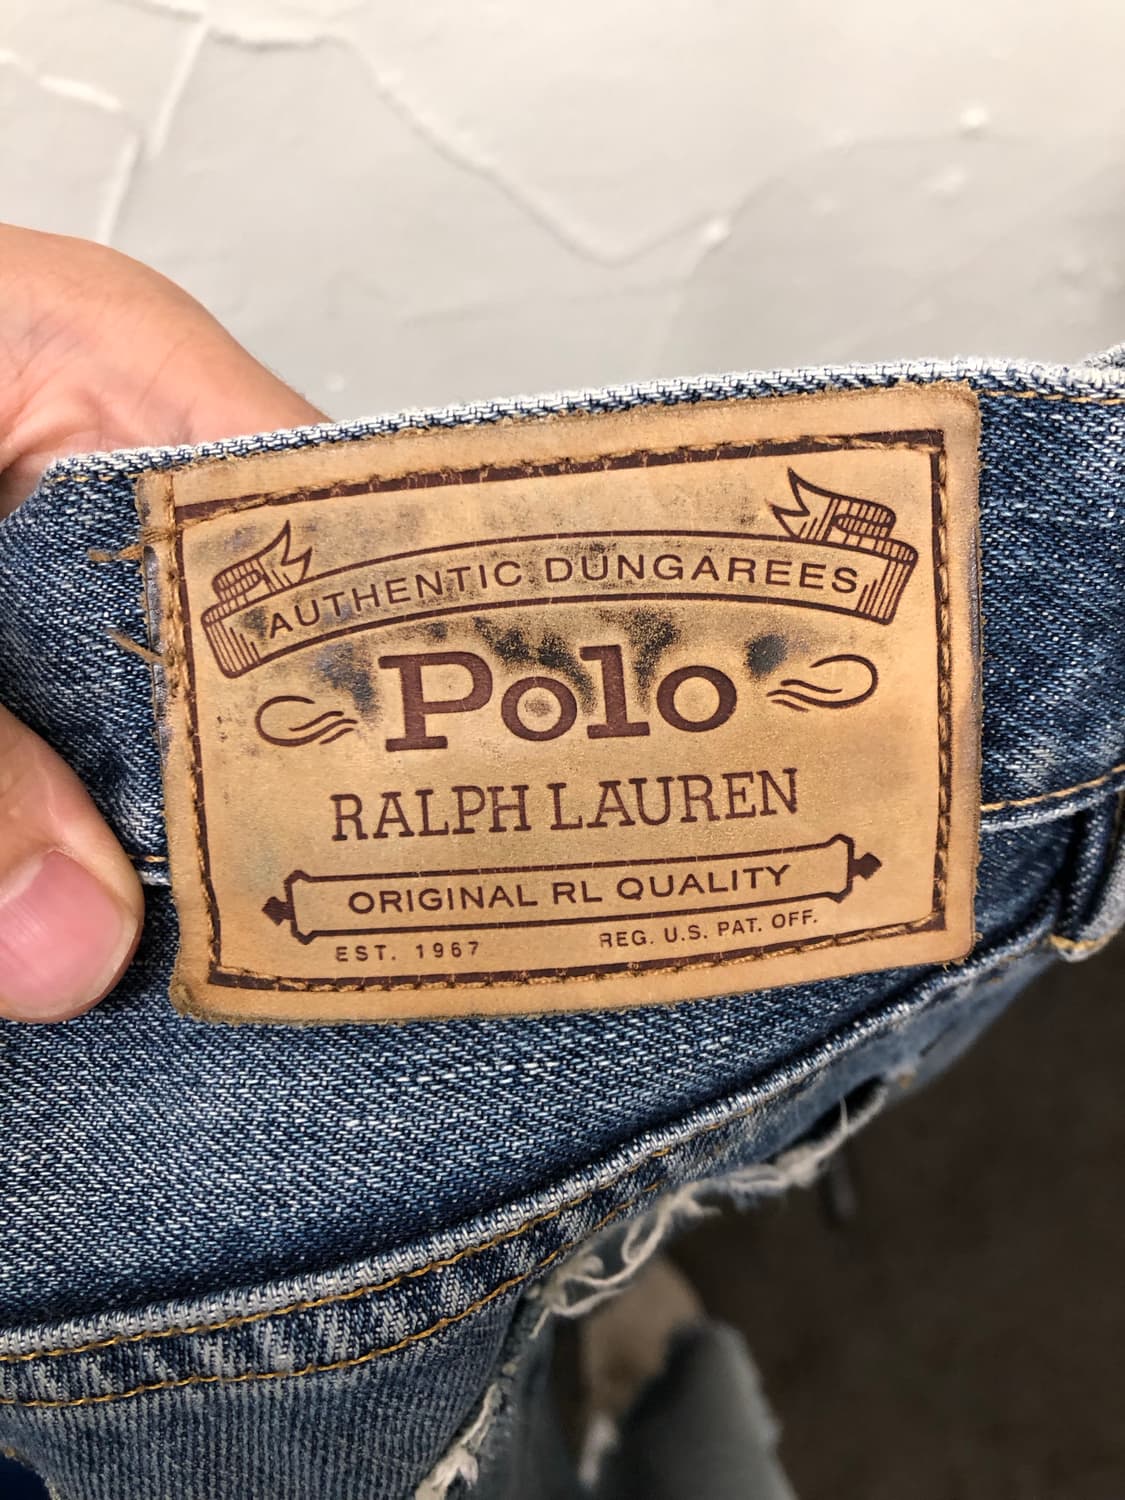 AUTHENTIC DUNGAREES
Polo
RALPH LAUREN
ORIGINAL RL QUALITY
EST. 1967 REG. U.S. PAT. OFF.